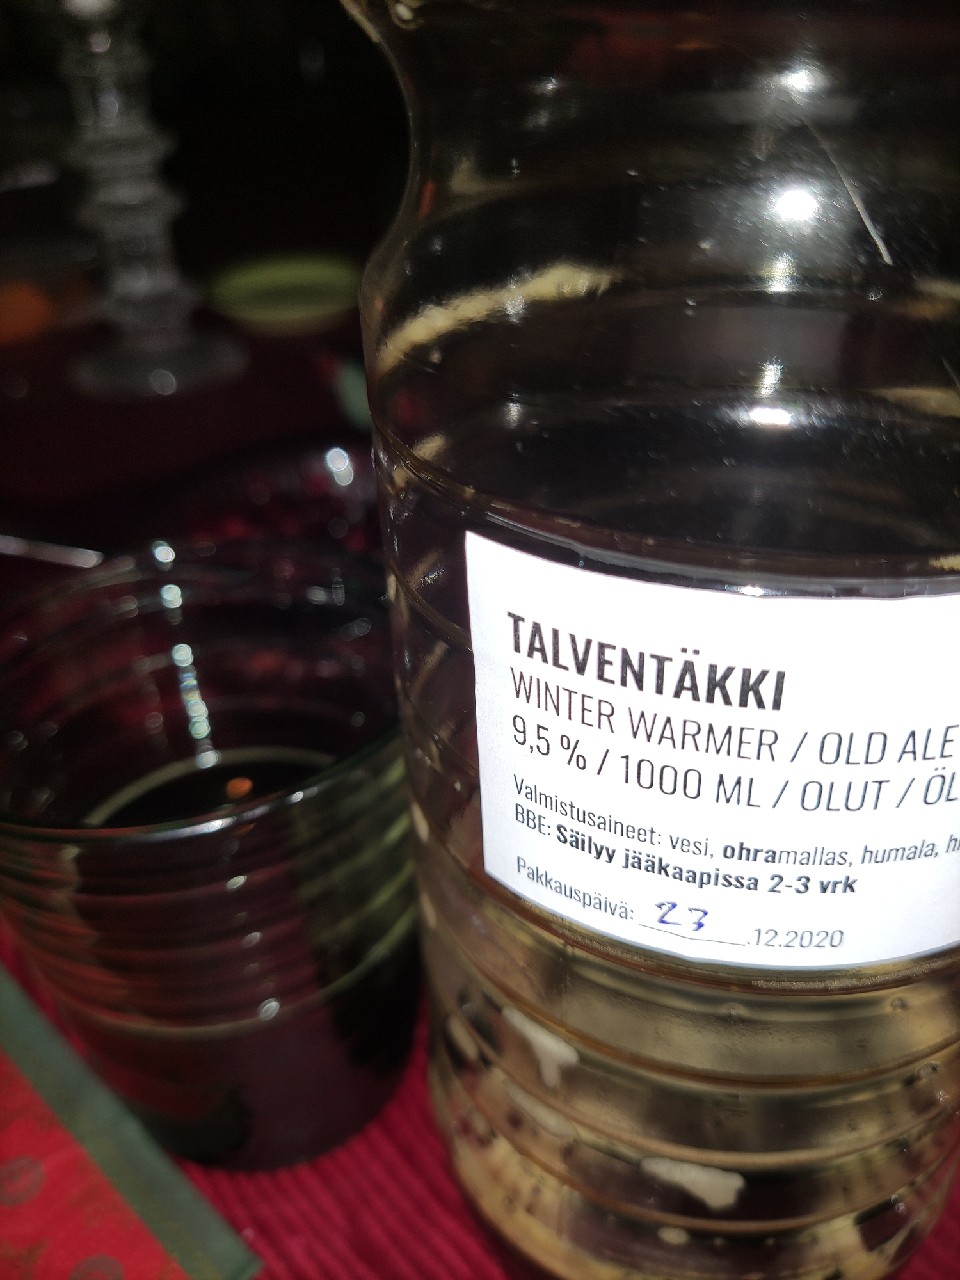 TALVENTÄKKI
WINTER WARMER / OLD ALE
9,5 % / 1000 ML / OLUT / ÖL
Valmistusaineet: vesi, ohramallas, humala,
BBE: Säilyy jääkaapissa 2-3 vrk
Pakkauspäivä: 23.12.2020